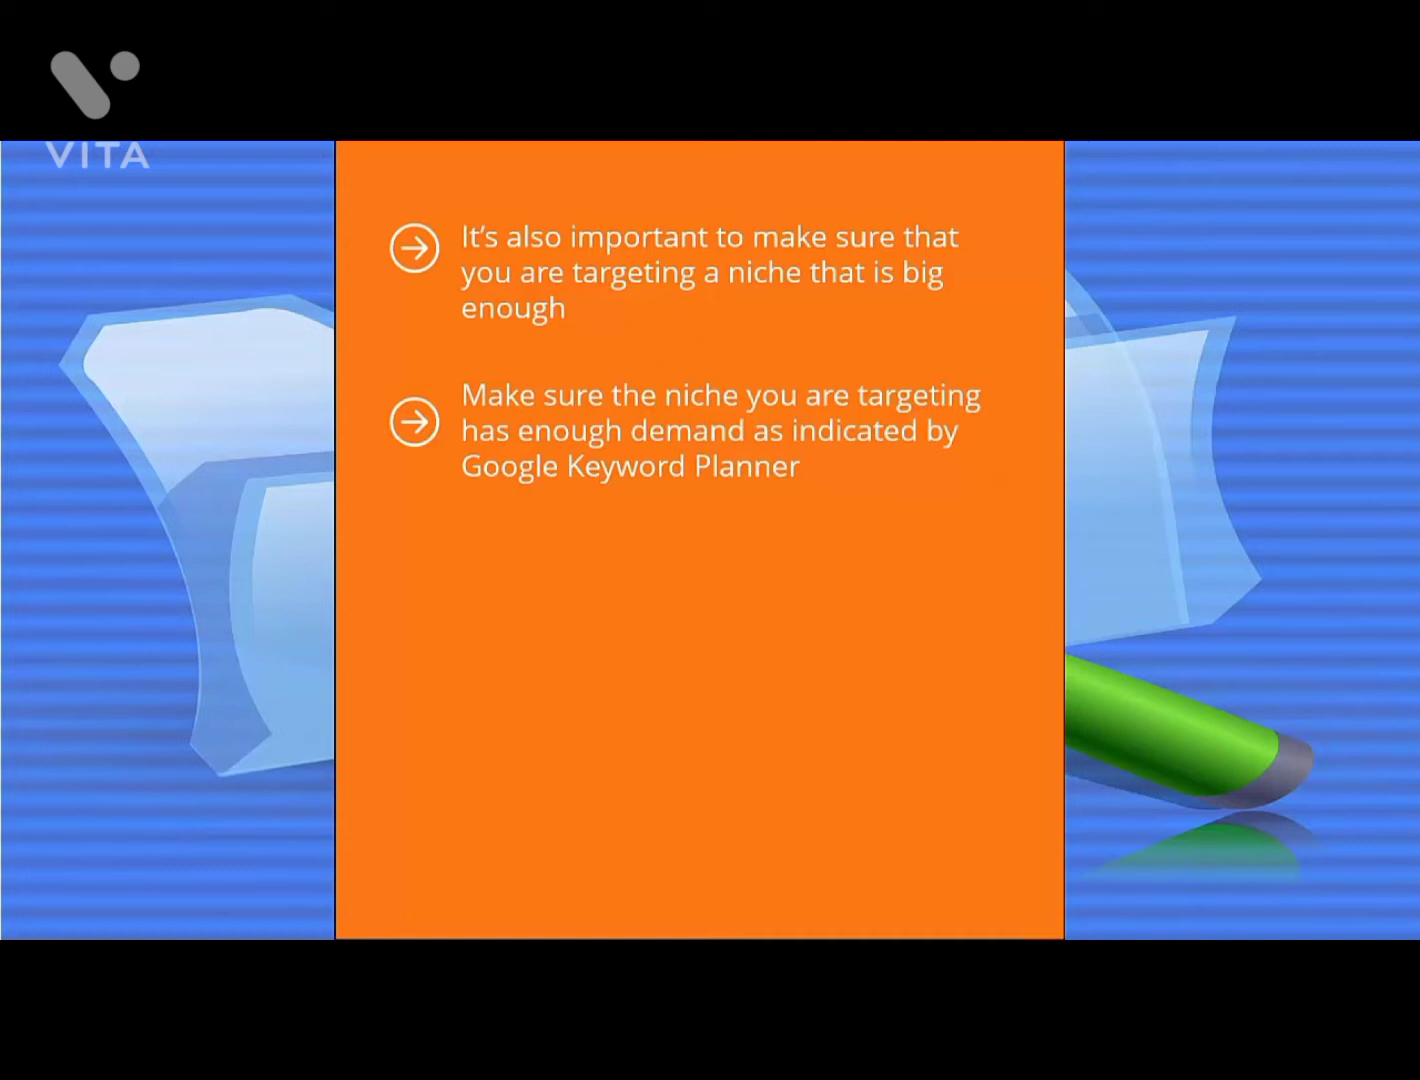 VITA
It’s also important to make sure that
you are targeting a niche that is big
enough
Make sure the niche you are targeting
has enough demand as indicated by
Google Keyword Planner